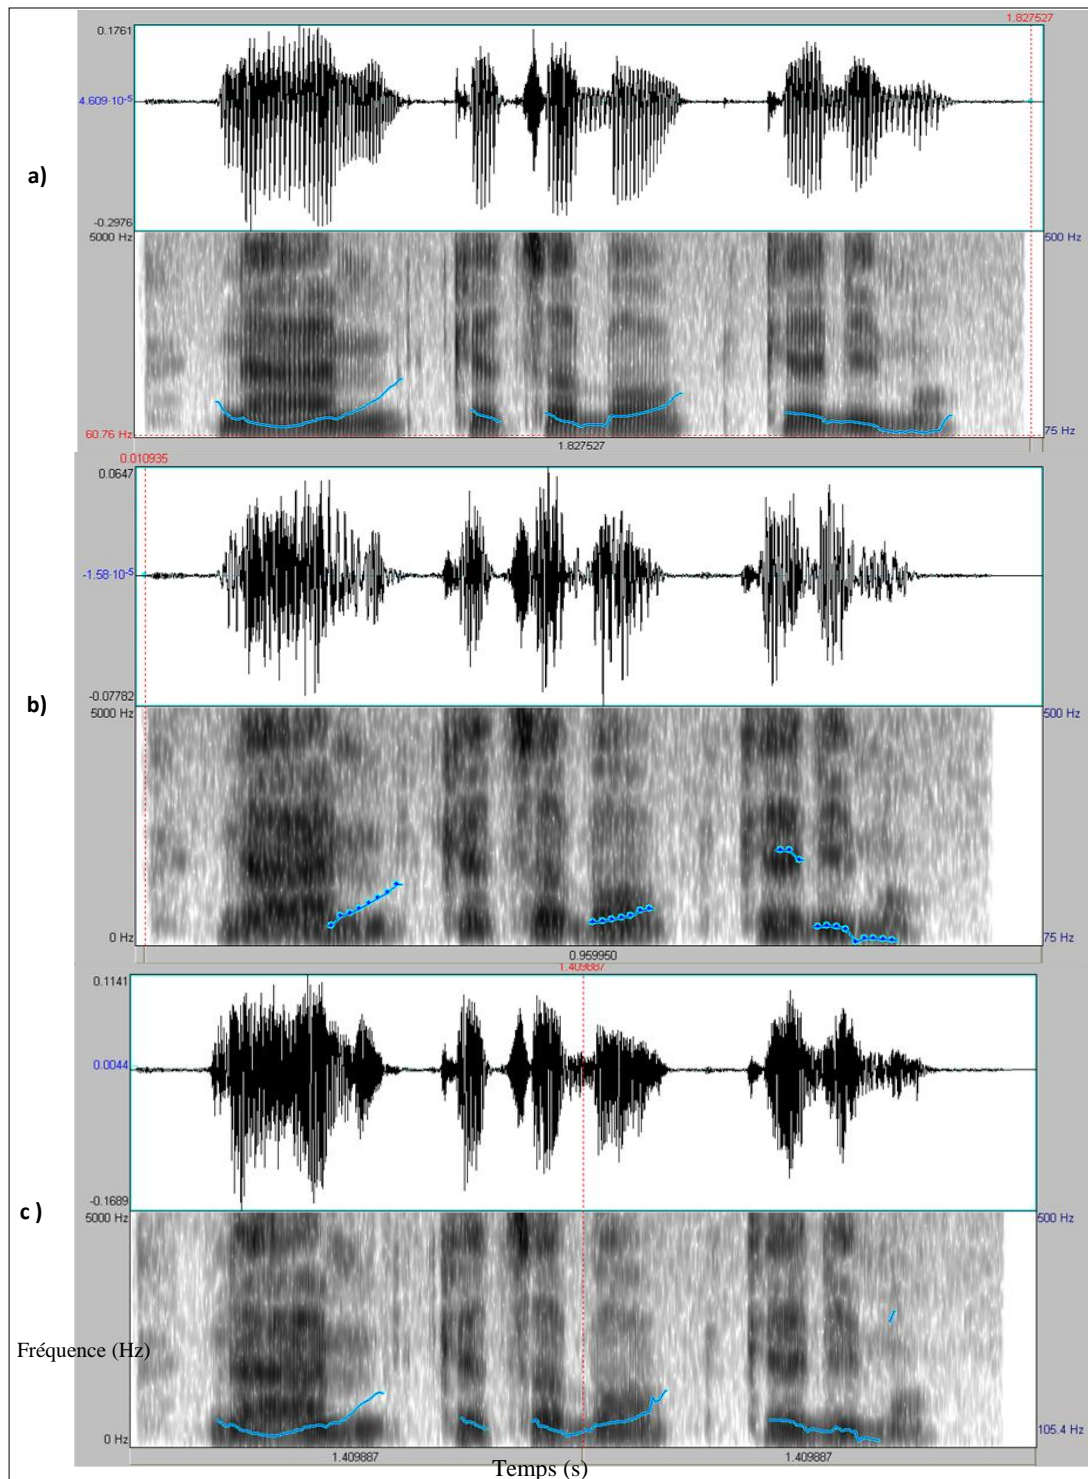 1.827527
0.1761
4.609·10-5
a)
-0.2976
5000 Hz
500 Hz
60.76 Hz
75 Hz
1.827527
0.010935
0.0647
-1.58·10-5
b)
-0.07782
5000 Hz
500 Hz
0 Hz
75 Hz
0.959950
1.409887
0.1141
0.0044
c )
-0.1689
5000 Hz
500 Hz
Fréquence (Hz)
0 Hz
105.4 Hz
1.409887
1.409887
Temps (s)